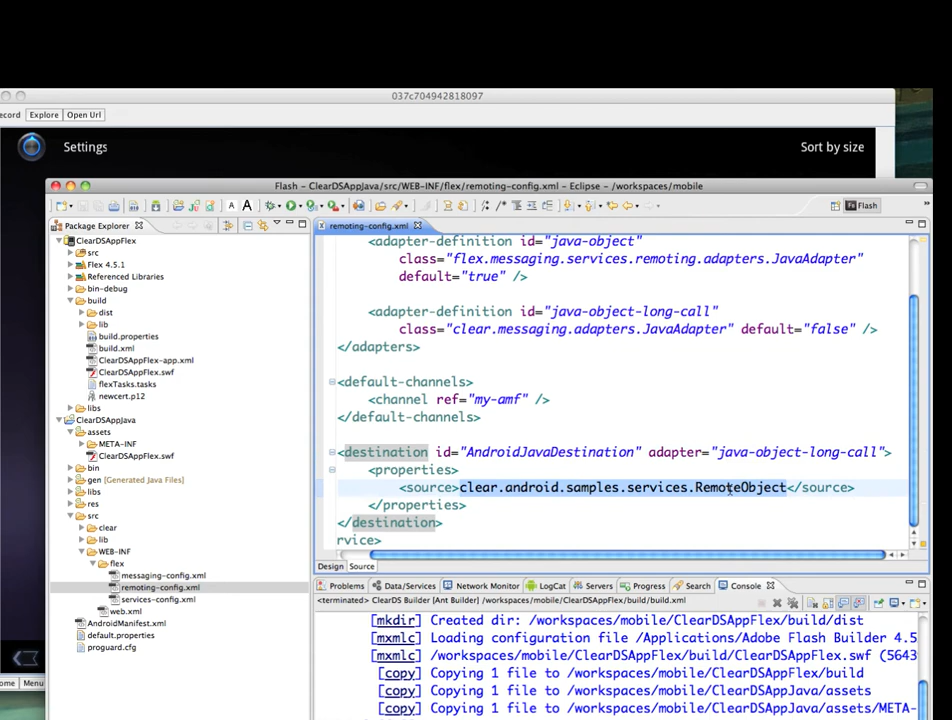 037c704942818097
ecord Explore Open Url
Settings Sort by size
Flash - ClearDSAppJava/src/WEB-INF/flex/remoting-config.xml - Eclipse - /workspaces/mobile
Flash
Package Explorer
ClearDSAppFlex
src
Flex 4.5.1
Referenced Libraries
bin-debug
build
dist
lib
build.properties
build.xml
ClearDSAppFlex-app.xml
ClearDSAppFlex.swf
flexTasks.tasks
newcert.p12
libs
ClearDSAppJava
assets
META-INF
ClearDSAppFlex.swf
bin
gen [Generated Java Files]
libs
res
src
clear
lib
WEB-INF
flex
messaging-config.xml
remoting-config.xml
services-config.xml
web.xml
AndroidManifest.xml
default.properties
proguard.cfg
ome Menu
remoting-config.xml
<adapter-definition id="java-object"
class="flex.messaging.services.remoting.adapters.JavaAdapter"
default="true" />
<adapter-definition id="java-object-long-call"
class="clear.messaging.adapters.JavaAdapter" default="false" />
</adapters>
<default-channels>
<channel ref="my-amf" />
</default-channels>
<destination id="AndroidJavaDestination" adapter="java-object-long-call">
<properties>
<source>clear.android.samples.services.RemoteObject</source>
</properties>
</destination>
rvice>
Design Source
Problems Data/Services Network Monitor LogCat Servers Progress Search Console
<terminated> ClearDS Builder [Ant Builder] /workspaces/mobile/ClearDSAppFlex/build/build.xml
[mkdir] Created dir: /workspaces/mobile/ClearDSAppFlex/build/dist
[mxmlc] Loading configuration file /Applications/Adobe Flash Builder 4.5
[mxmlc] /workspaces/mobile/ClearDSAppFlex/build/ClearDSAppFlex.swf (5643
[copy] Copying 1 file to /workspaces/mobile/ClearDSAppFlex/build
[copy] Copying 1 file to /workspaces/mobile/ClearDSAppJava/assets
[copy] Copying 1 file to /workspaces/mobile/ClearDSAppJava/assets/META-